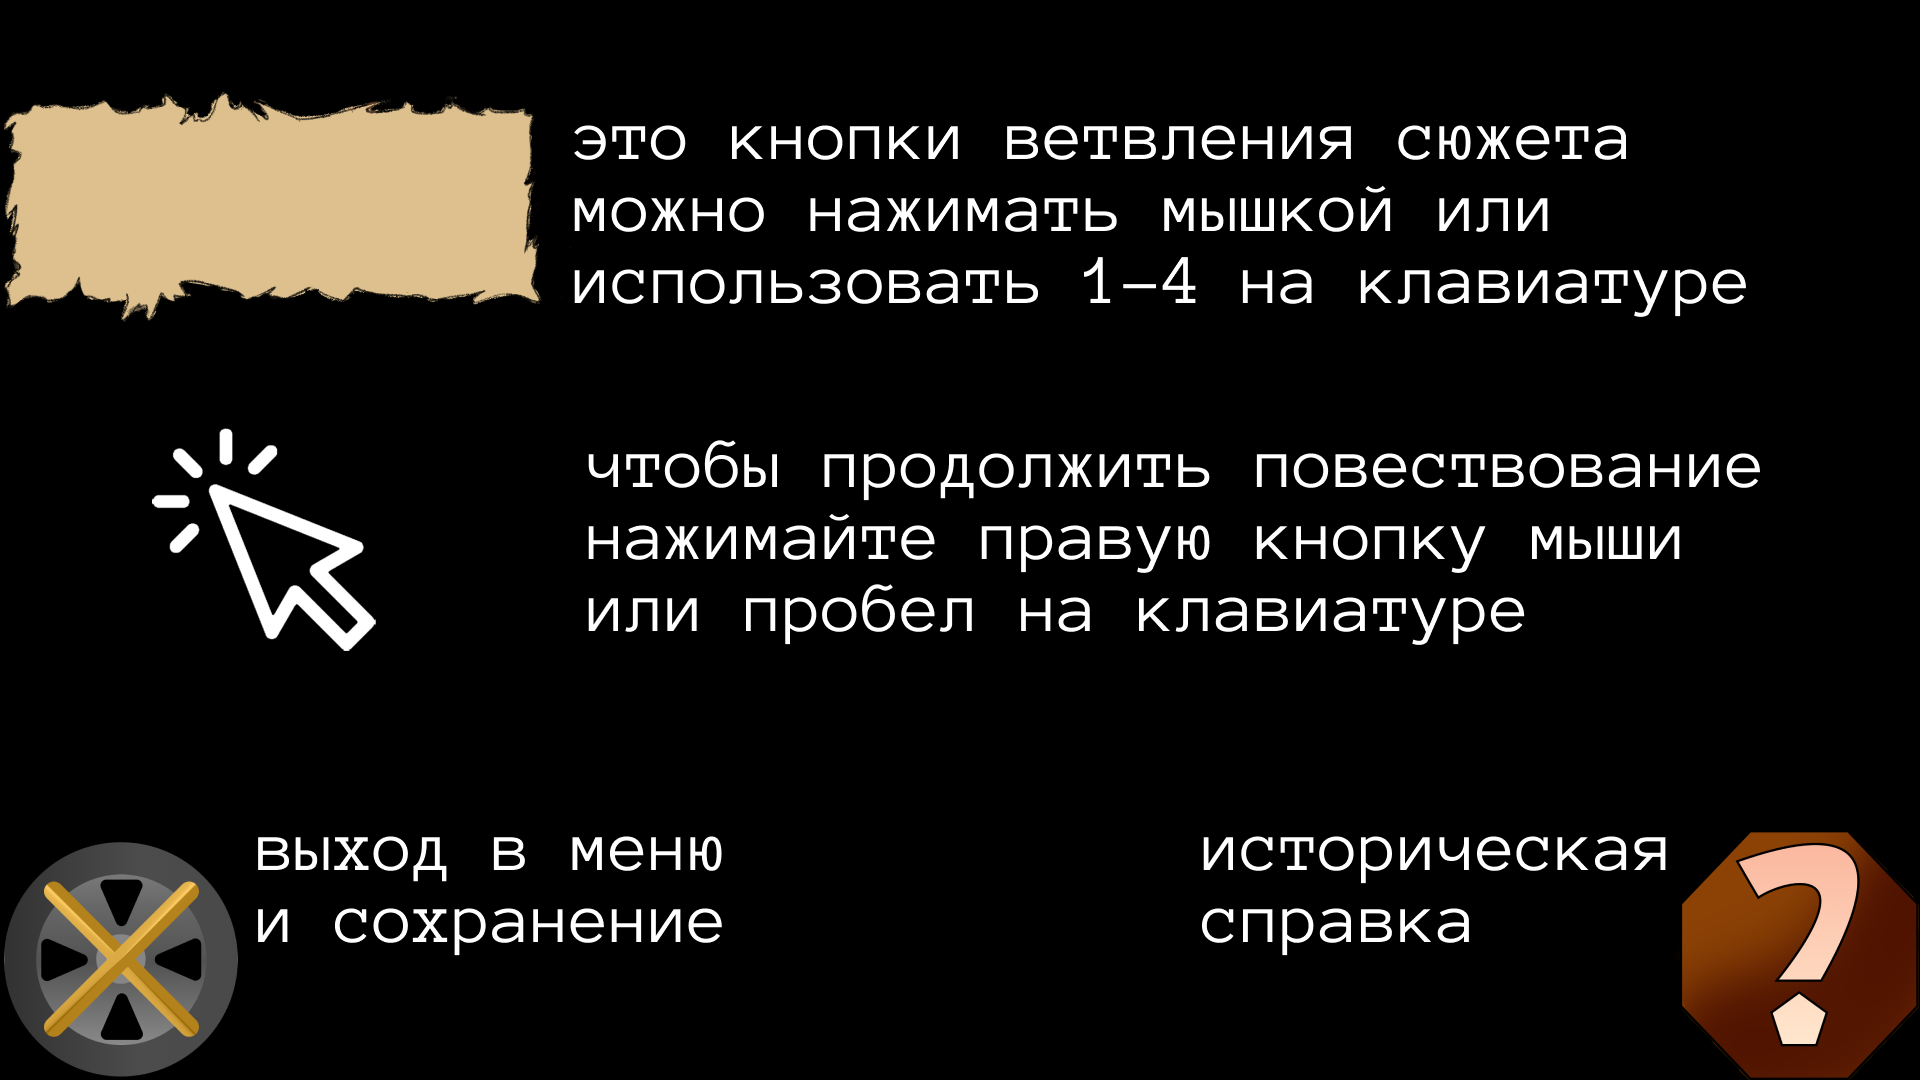 это кнопки ветвления сюжета
можно нажимать мышкой или
использовать 1-4 на клавиатуре
чтобы продолжить повествование
нажимайте правую кнопку мыши
или пробел на клавиатуре
выход в меню
и сохранение
историческая
справка
?